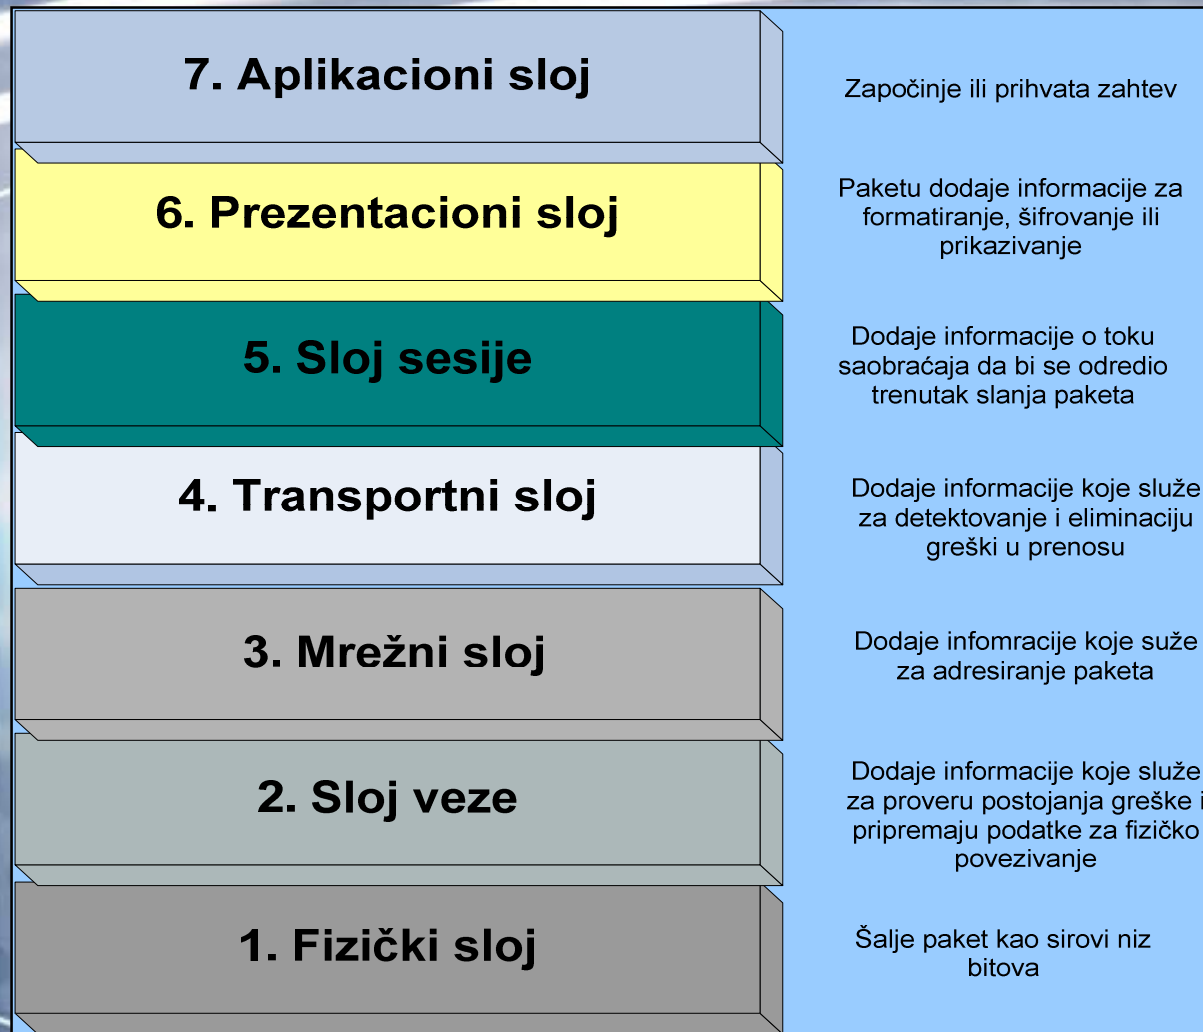 7. Aplikacioni sloj
Započinje ili prihvata zahtev
6. Prezentacioni sloj
Paketu dodaje informacije za
formatiranje, šifrovanje ili
prikazivanje
5. Sloj sesije
Dodaje informacije o toku
saobraćaja da bi se odredio
trenutak slanja paketa
4. Transportni sloj
Dodaje informacije koje služe
za detektovanje i eliminaciju
greški u prenosu
3. Mrežni sloj
Dodaje infomracije koje suže
za adresiranje paketa
2. Sloj veze
Dodaje informacije koje služe
za proveru postojanja greške i
pripremaju podatke za fizičko
povezivanje
1. Fizički sloj
Šalje paket kao sirovi niz
bitova